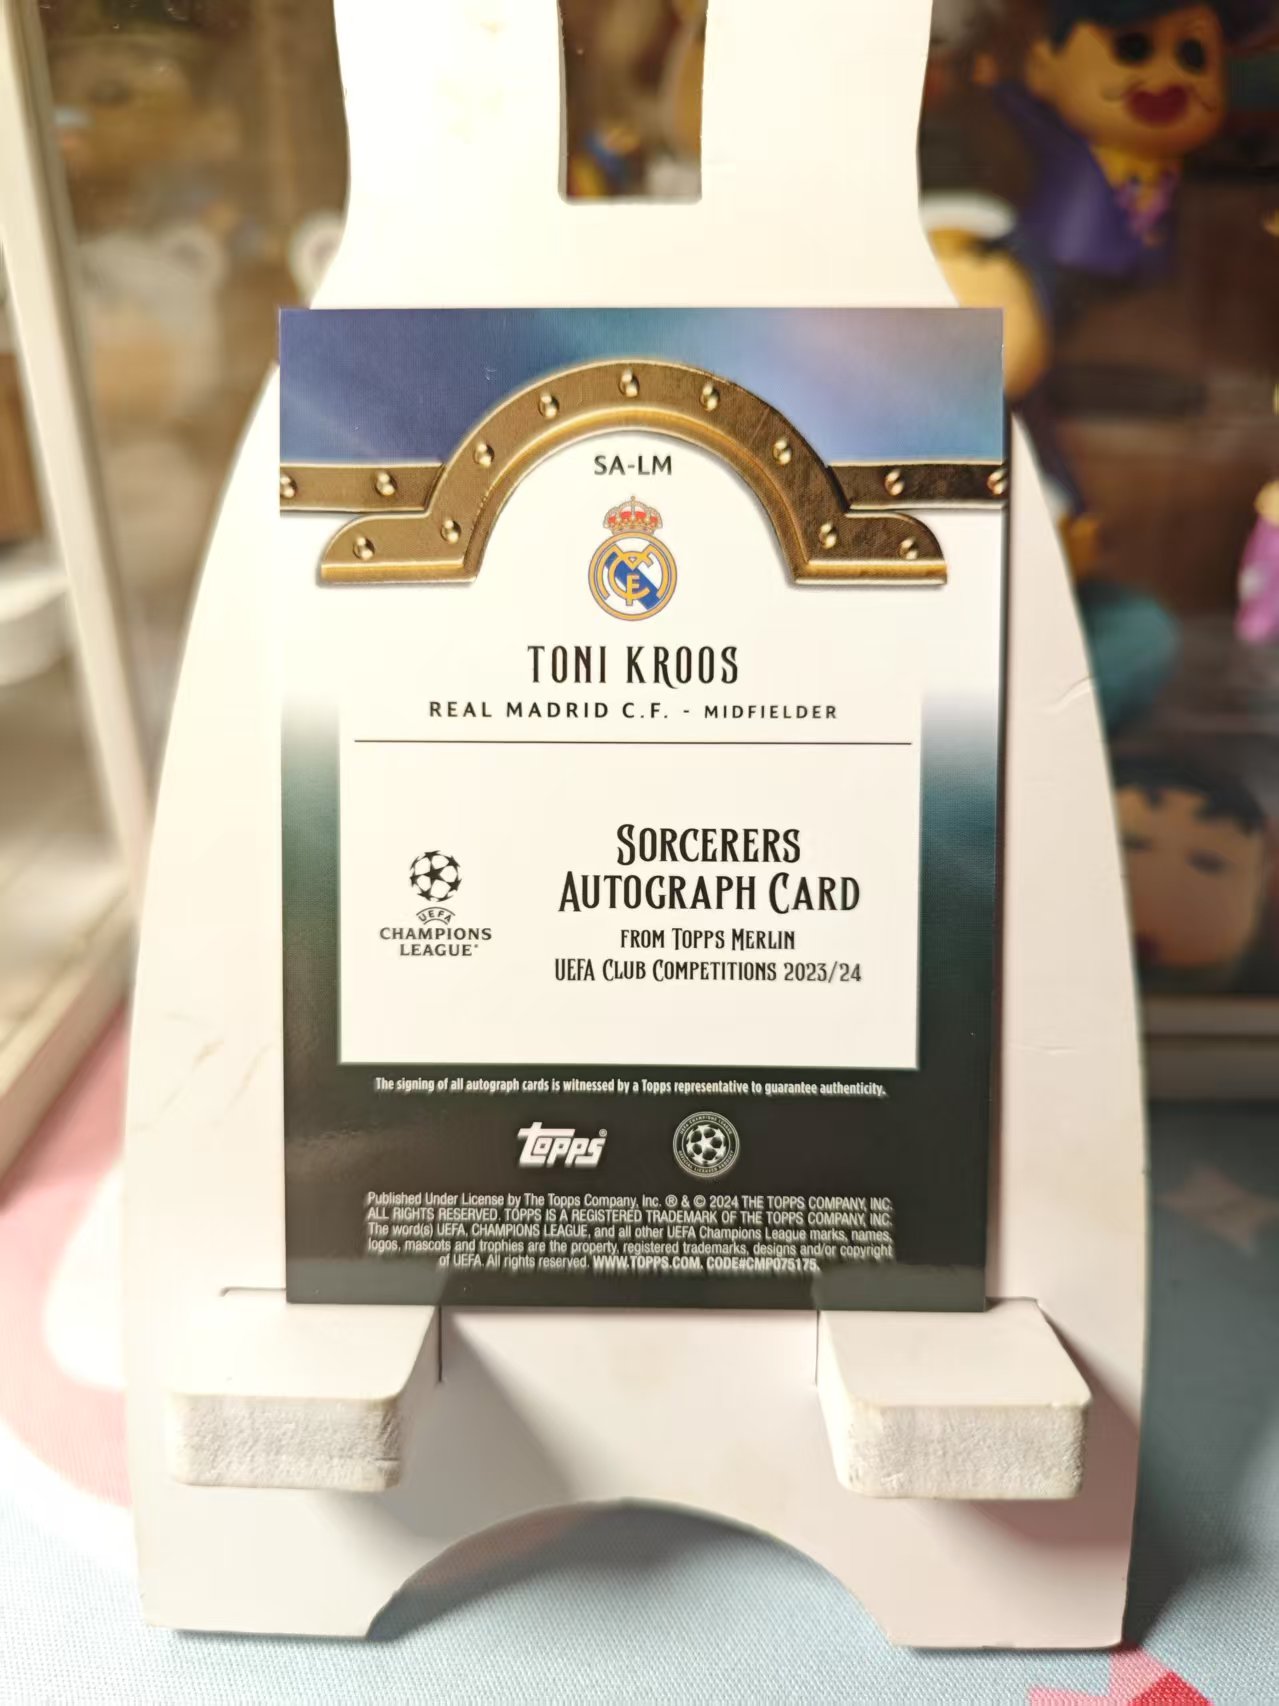 SA-LM
TONI KROOS
REAL MADRID C.F. - MIDFIELDER
SORCERERS
AUTOGRAPH CARD
FROM TOPPS MERLIN
UEFA CLUB COMPETITIONS 2023/24
UEFA
CHAMPIONS
LEAGUE
The signing of all autograph cards is witnessed by a Topps representative to guarantee authenticity.
Topps®
Published Under License by The Topps Company, Inc. ® & © 2024 THE TOPPS COMPANY, INC.
ALL RIGHTS RESERVED. TOPPS IS A REGISTERED TRADEMARK OF THE TOPPS COMPANY, INC.
The word(s) UEFA, CHAMPIONS LEAGUE, and all other UEFA Champions League marks, names,
logos, mascots and trophies are the property, registered trademarks, designs and/or copyright
of UEFA. All rights reserved. WWW.TOPPS.COM. CODE#CMP075175.